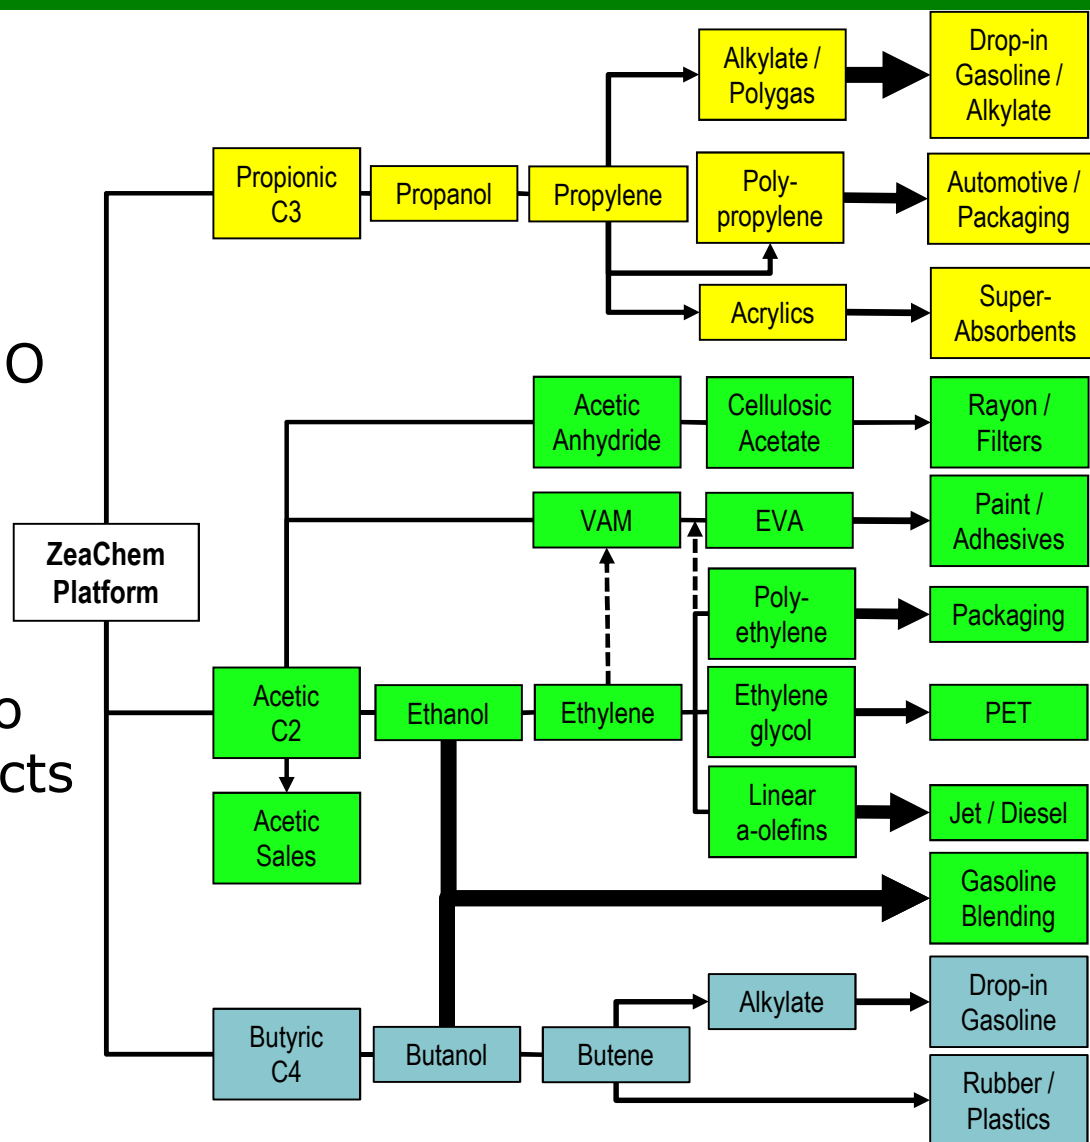 Drop-in
Gasoline /
Alkylate
Alkylate /
Polygas
Propionic
C3
Propanol
Propylene
Poly-
propylene
Automotive /
Packaging
Acrylics
Super-
Absorbents
O
Acetic
Anhydride
Cellulosic
Acetate
Rayon /
Filters
VAM
EVA
Paint /
Adhesives
ZeaChem
Platform
Poly-
ethylene
Packaging
Acetic
C2
Ethanol
Ethylene
Ethylene
glycol
PET
cts
Acetic
Sales
Linear
a-olefins
Jet / Diesel
Gasoline
Blending
Butyric
C4
Butanol
Butene
Alkylate
Drop-in
Gasoline
Rubber /
Plastics